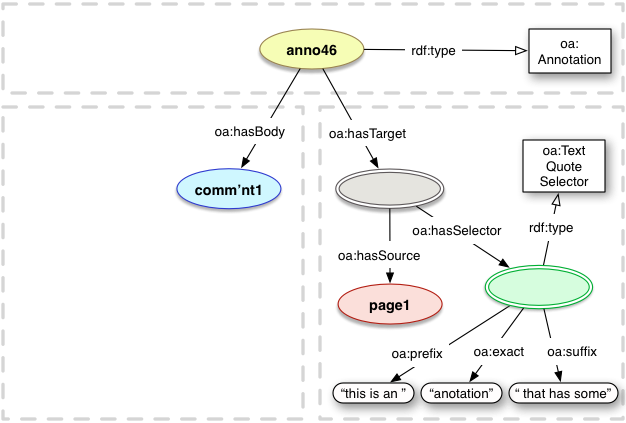 anno46
rdf:type
oa:
Annotation
oa:hasBody
oa:hasTarget
comm'nt1
oa:Text
Quote
Selector
oa:hasSelector
rdf:type
oa:hasSource
page1
oa:prefix
oa:exact
oa:suffix
“this is an ”
“anotation”
“ that has some”